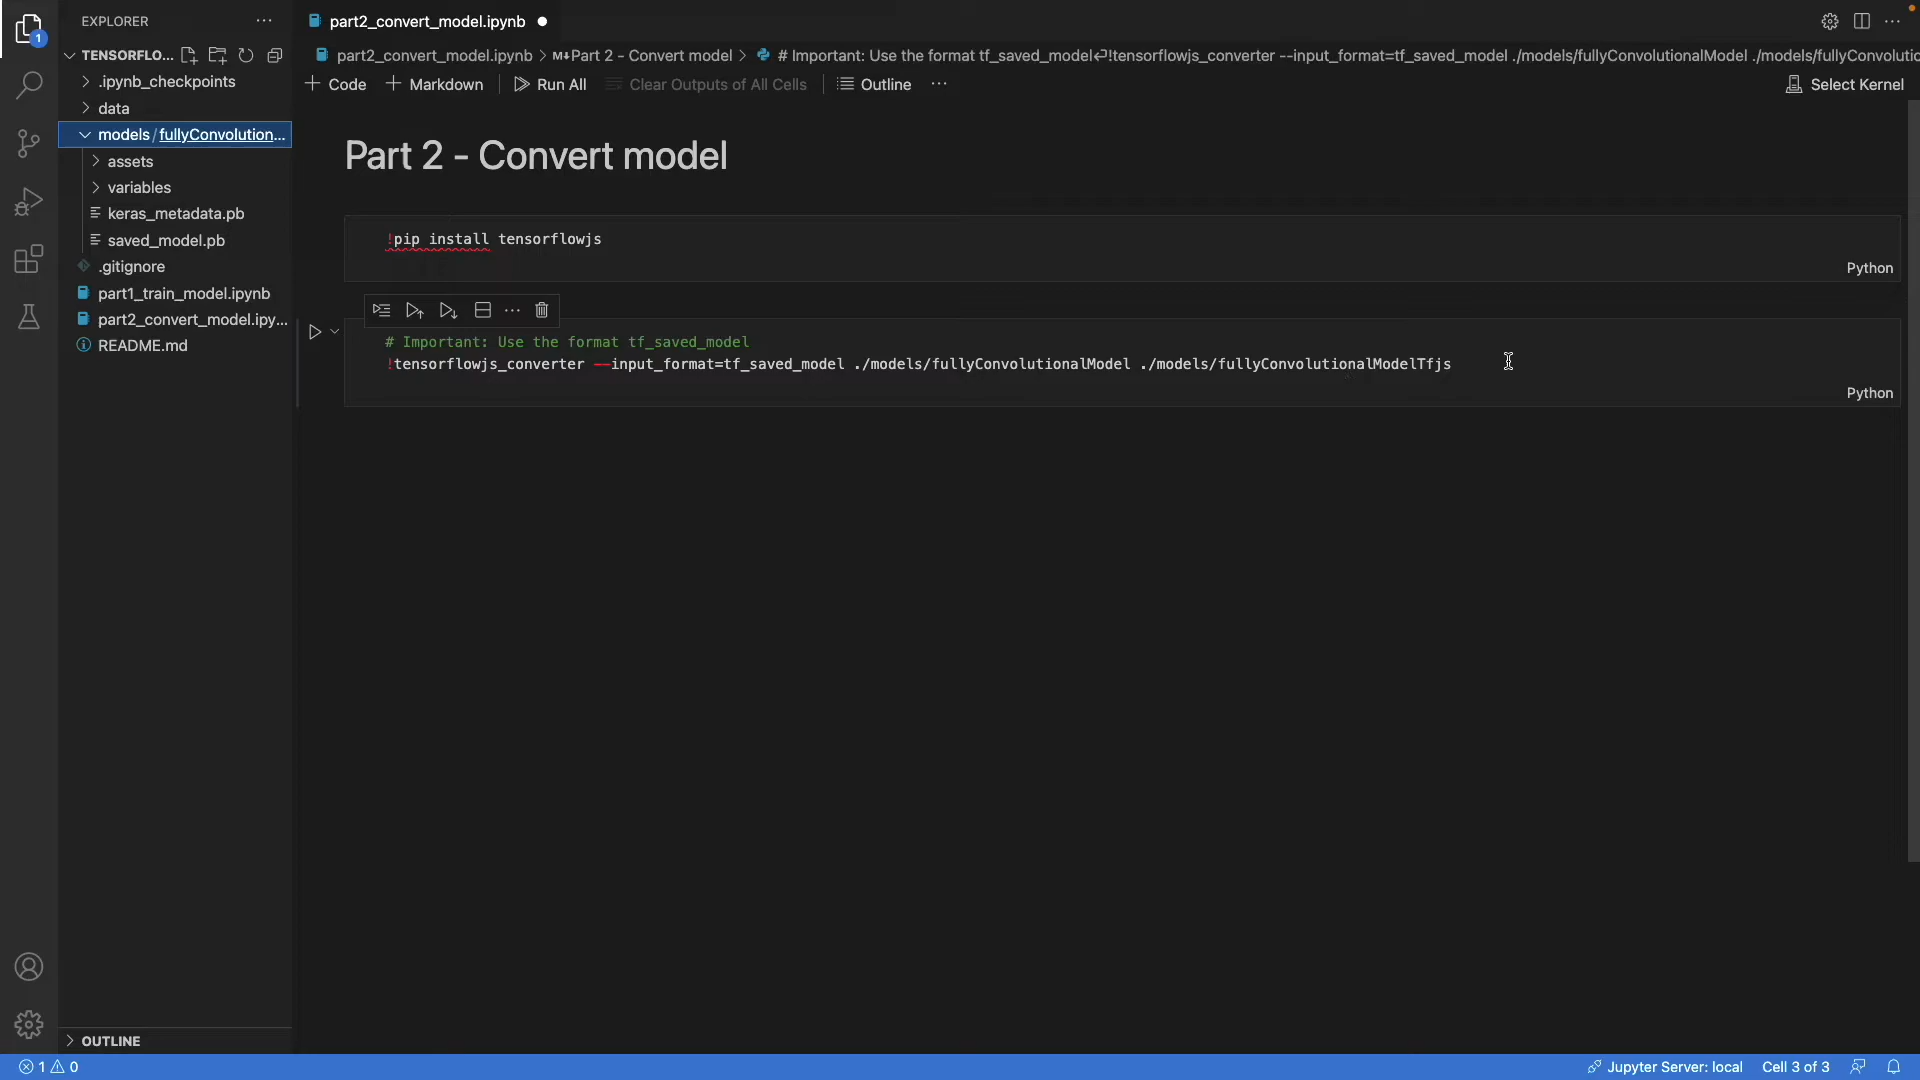 EXPLORER
1
TENSORFLO...
.ipynb_checkpoints
data
models / fullyConvolution...
assets
variables
keras_metadata.pb
saved_model.pb
.gitignore
part1_train_model.ipynb
part2_convert_model.ipy...
README.md
OUTLINE
part2_convert_model.ipynb
part2_convert_model.ipynb > M↓Part 2 - Convert model > # Important: Use the format tf_saved_model↵!tensorflowjs_converter --input_format=tf_saved_model ./models/fullyConvolutionalModel ./models/fullyConvolutio
+ Code + Markdown Run All Clear Outputs of All Cells Outline ... Select Kernel
Part 2 - Convert model
!pip install tensorflowjs
Python
# Important: Use the format tf_saved_model
!tensorflowjs_converter --input_format=tf_saved_model ./models/fullyConvolutionalModel ./models/fullyConvolutionalModelTfjs
Python
1 0 Jupyter Server: local Cell 3 of 3